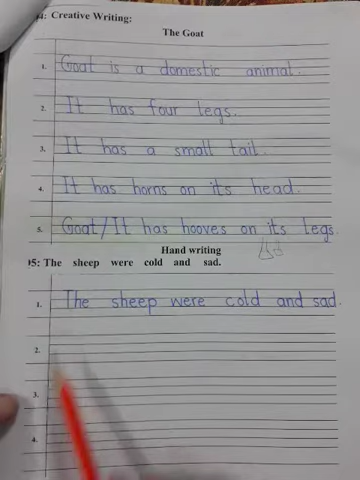 4: Creative Writing:
The Goat
1. Goat is a domestic animal.
2. It has four legs.
3. It has a small tail.
4. It has horns on its head.
5. Goat/It has hooves on its legs.
Hand writing
05: The sheep were cold and sad.
1. The sheep were cold and sad.
2.
3.
4.